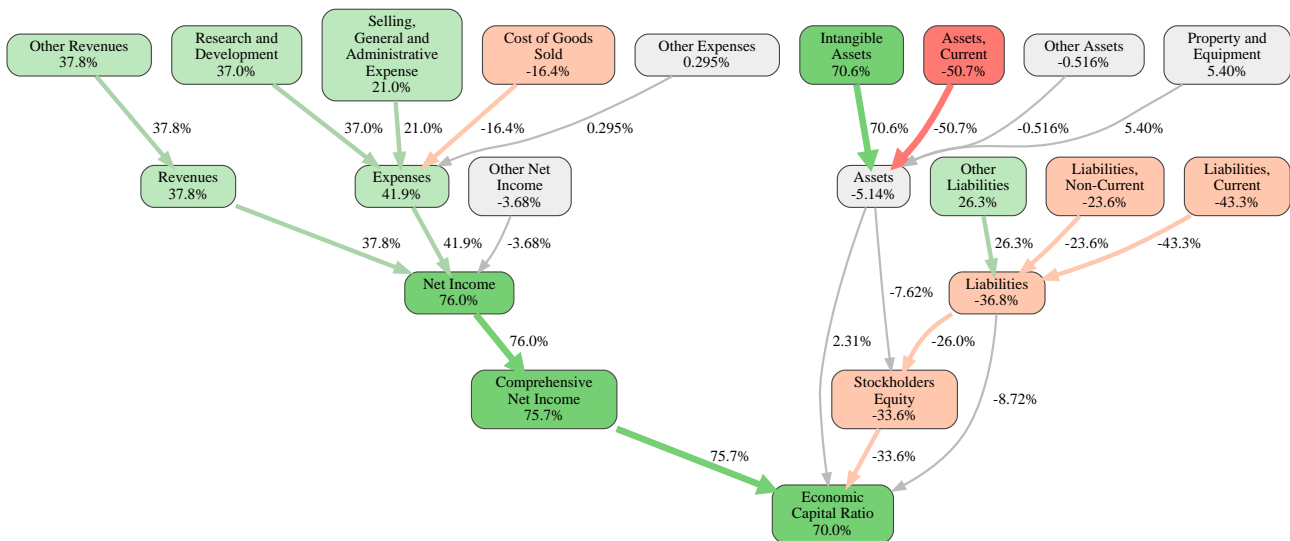 Other Revenues
37.8%
Research and
Development
37.0%
Selling,
General and
Administrative
Expense
21.0%
Cost of Goods
Sold
-16.4%
Other Expenses
0.295%
Intangible
Assets
70.6%
Assets,
Current
-50.7%
Other Assets
-0.516%
Property and
Equipment
5.40%
37.8%
37.0%
21.0%
-16.4%
0.295%
70.6%
-50.7%
-0.516%
5.40%
Revenues
37.8%
Expenses
41.9%
Other Net
Income
-3.68%
Assets
-5.14%
Other
Liabilities
26.3%
Liabilities,
Non-Current
-23.6%
Liabilities,
Current
-43.3%
37.8%
41.9%
-3.68%
26.3%
-23.6%
-43.3%
Net Income
76.0%
-7.62%
Liabilities
-36.8%
76.0%
2.31%
-26.0%
Comprehensive
Net Income
75.7%
Stockholders
Equity
-33.6%
-8.72%
75.7%
-33.6%
Economic
Capital Ratio
70.0%